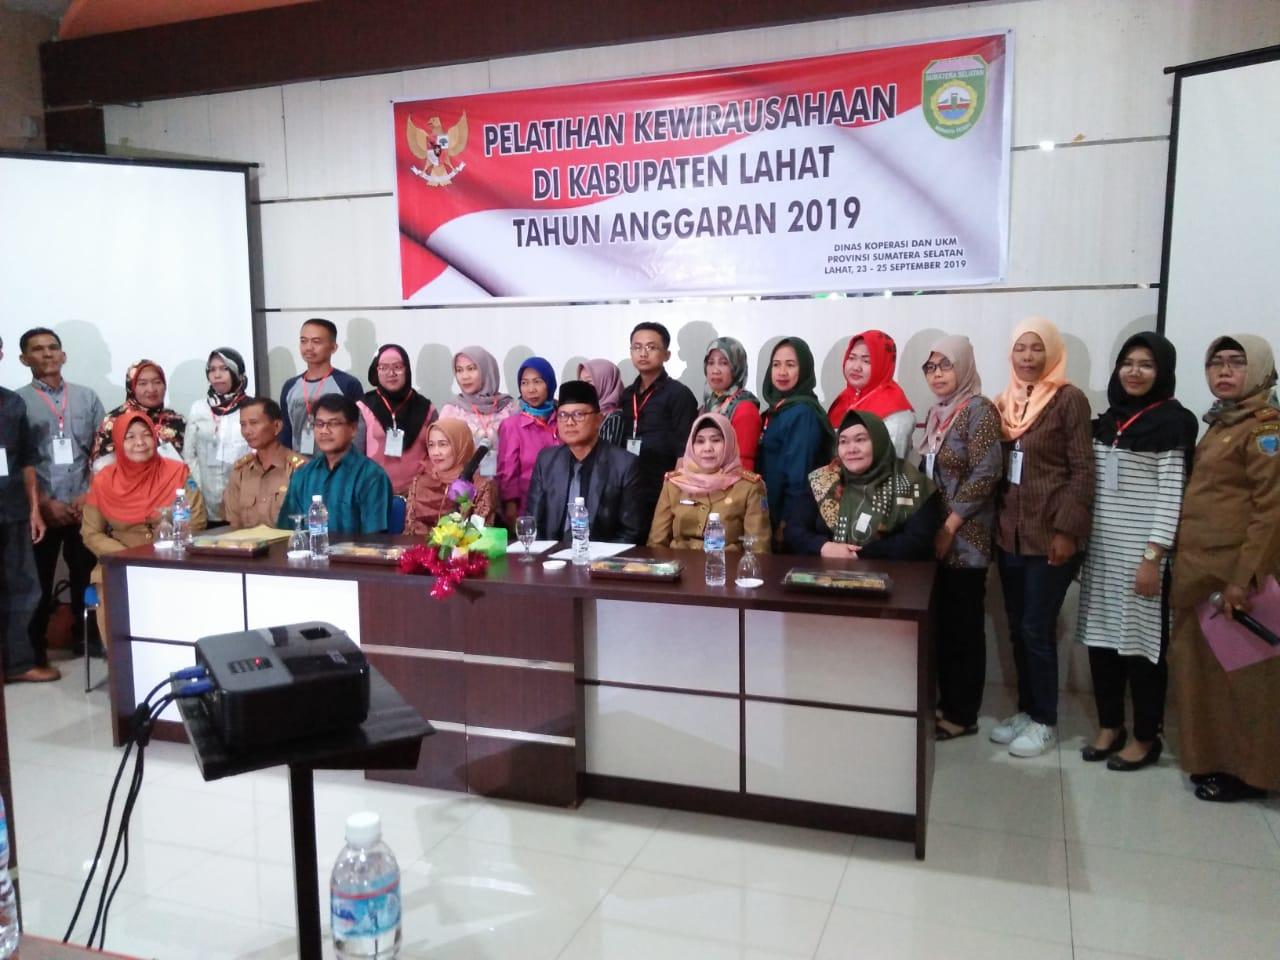 PELATIHAN KEWIRAUSAHAAN
DI KABUPATEN LAHAT
TAHUN ANGGARAN 2019
DINAS KOPERASI DAN UKM
PROVINSI SUMATERA SELATAN
LAHAT, 23 - 25 SEPTEMBER 2019
SUMATERA SELATAN